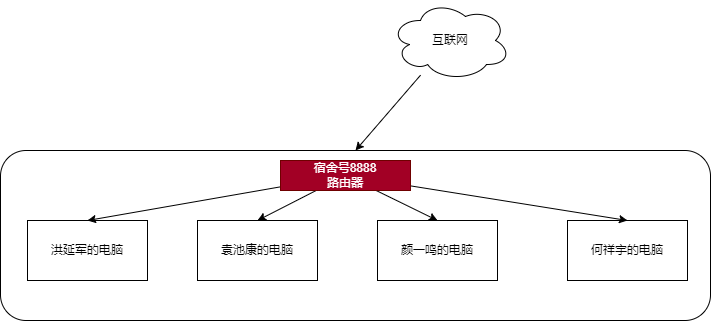 互联网
宿舍号8888
路由器
洪延军的电脑
袁池康的电脑
颜一鸣的电脑
何祥宇的电脑